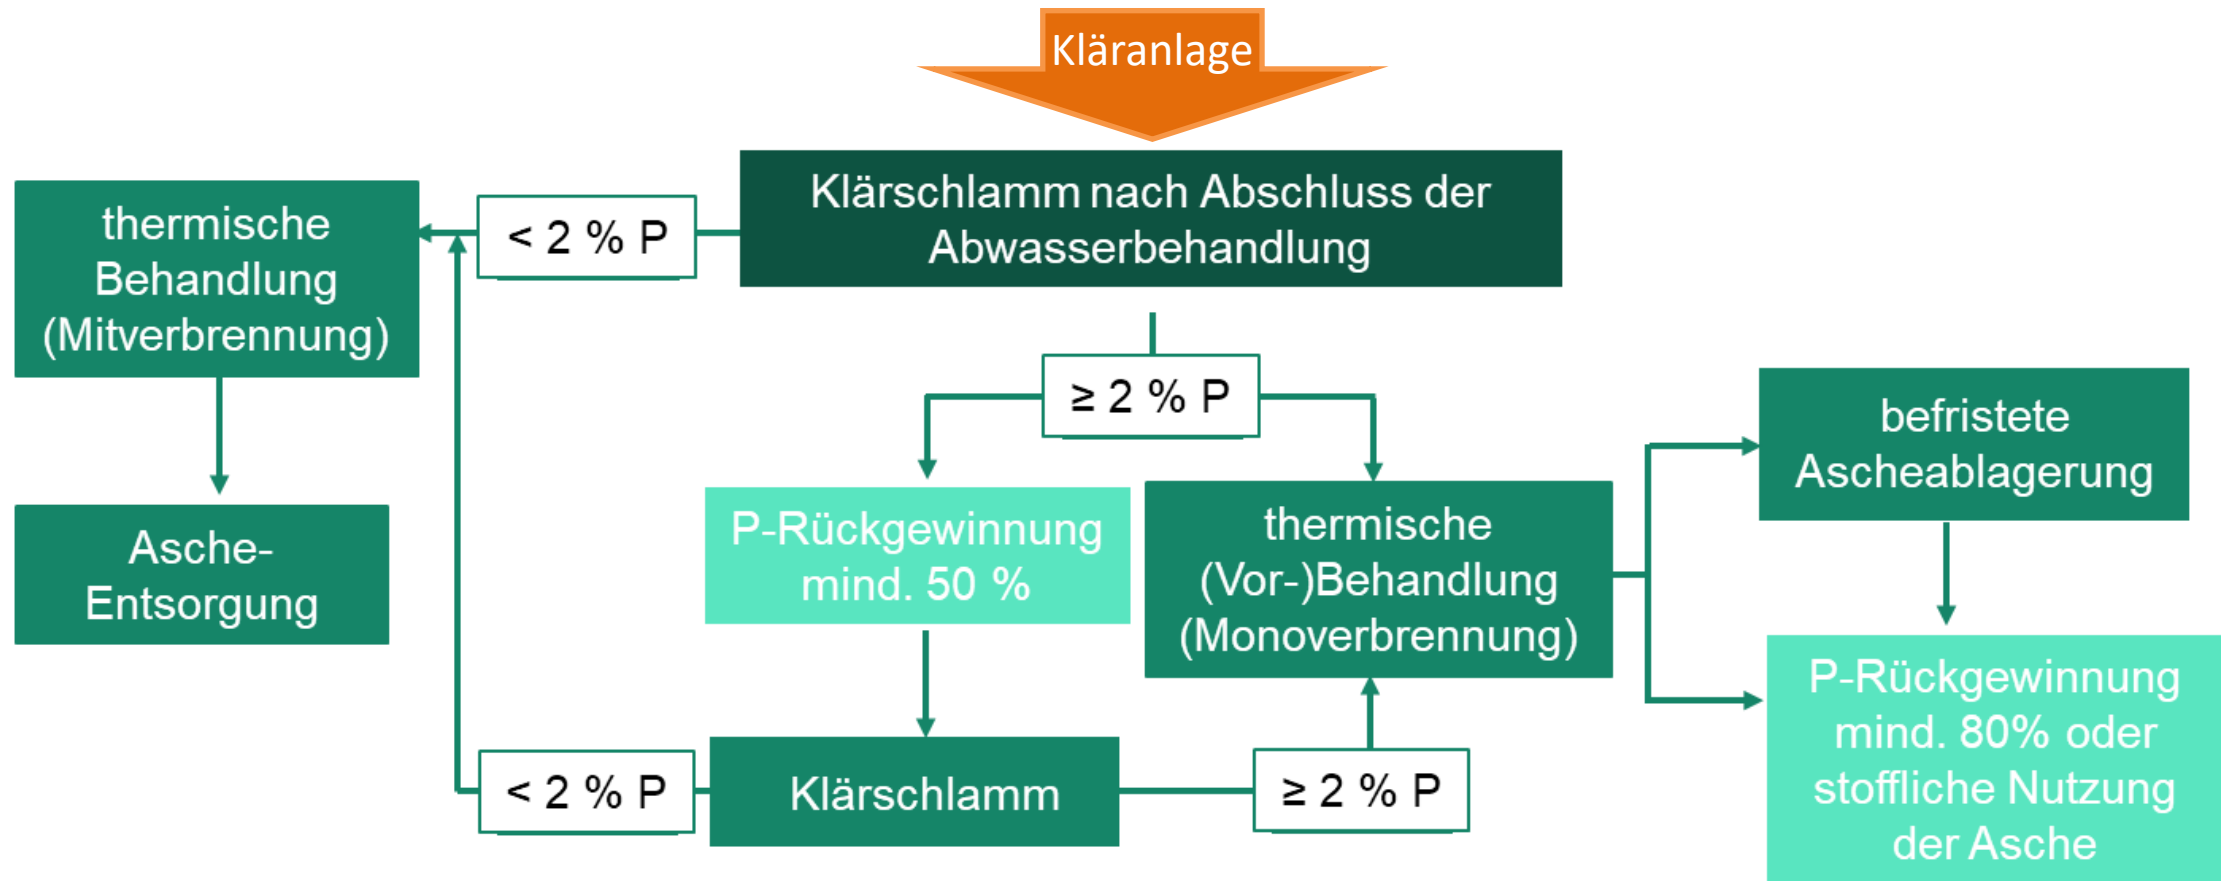 Kläranlage
Klärschlamm nach Abschluss der
Abwasserbehandlung
< 2 % P
thermische
Behandlung
(Mitverbrennung)
Asche-
Entsorgung
≥ 2 % P
P-Rückgewinnung
mind. 50 %
thermische
(Vor-)Behandlung
(Monoverbrennung)
befristete
Ascheablagerung
P-Rückgewinnung
mind. 80% oder
stoffliche Nutzung
der Asche
< 2 % P
Klärschlamm
≥ 2 % P